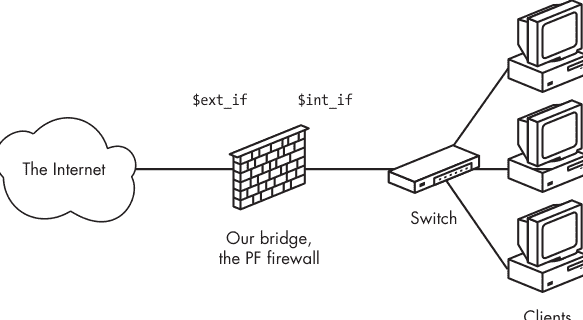 $ext_if
$int_if
The Internet
Switch
Our bridge,
the PF firewall
Clients